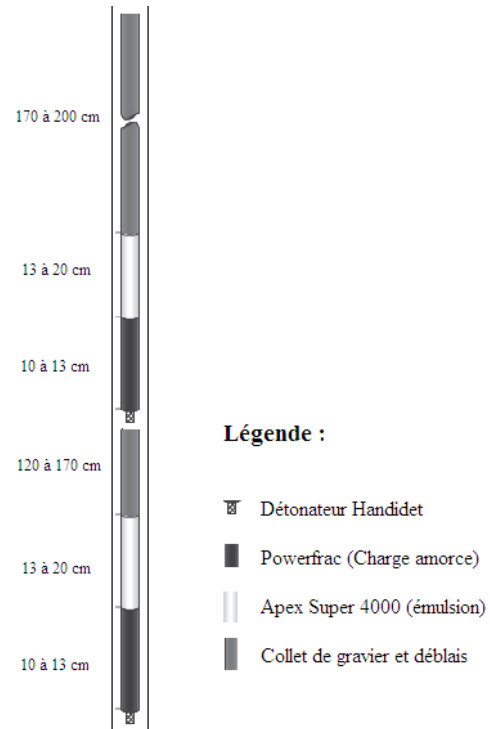 170 à 200 cm
13 à 20 cm
10 à 13 cm
120 à 170 cm
13 à 20 cm
10 à 13 cm
Légende :
Détonateur Handidet
Powerfrac (Charge amorce)
Apex Super 4000 (émulsion)
Collet de gravier et déblais